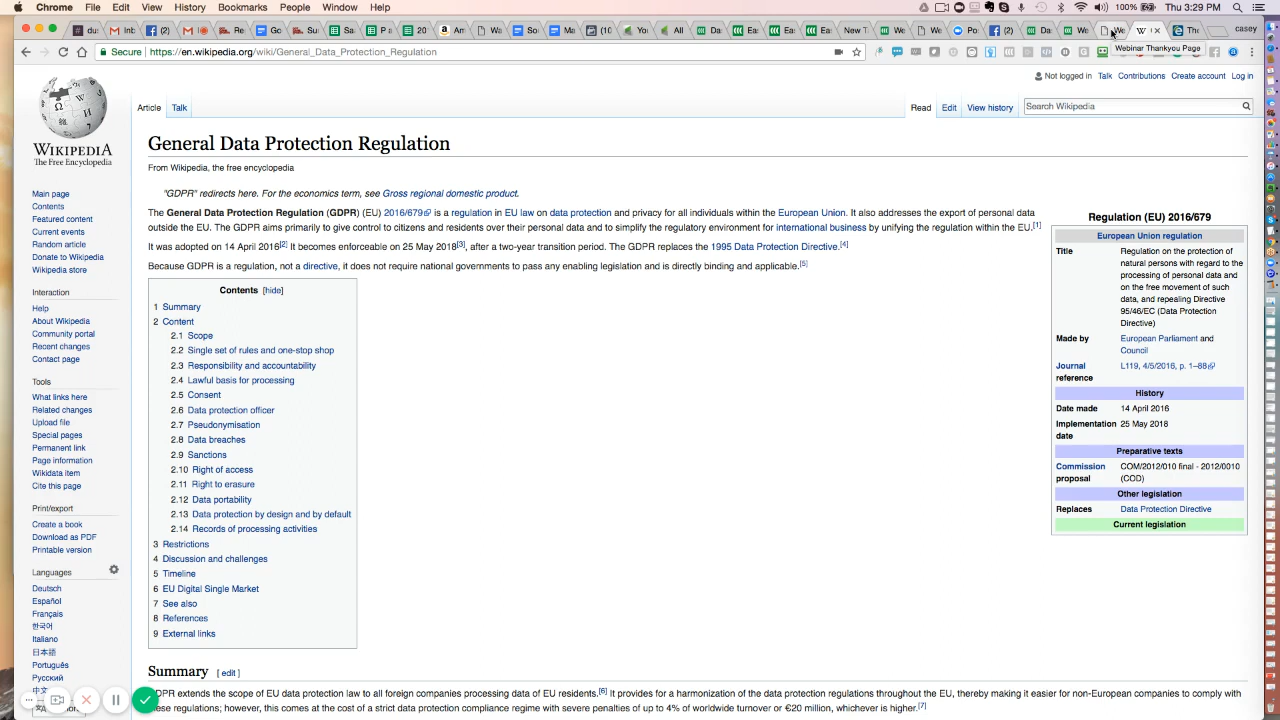 Chrome File Edit View History Bookmarks People Window Help 100% Thu 3:29 PM
casey
Secure https://en.wikipedia.org/wiki/General_Data_Protection_Regulation
Webinar Thankyou Page
Not logged in Talk Contributions Create account Log in
Article Talk Read Edit View history Search Wikipedia
WIKIPEDIA
The Free Encyclopedia
Main page
Contents
Featured content
Current events
Random article
Donate to Wikipedia
Wikipedia store
Interaction
Help
About Wikipedia
Community portal
Recent changes
Contact page
Tools
What links here
Related changes
Upload file
Special pages
Permanent link
Page information
Wikidata item
Cite this page
Print/export
Create a book
Download as PDF
Printable version
Languages
Deutsch
Español
Français
한국어
Italiano
日本語
Português
Русский
中文
General Data Protection Regulation
From Wikipedia, the free encyclopedia
"GDPR" redirects here. For the economics term, see Gross regional domestic product.
The General Data Protection Regulation (GDPR) (EU) 2016/679 is a regulation in EU law on data protection and privacy for all individuals within the European Union. It also addresses the export of personal data
outside the EU. The GDPR aims primarily to give control to citizens and residents over their personal data and to simplify the regulatory environment for international business by unifying the regulation within the EU.[1]
It was adopted on 14 April 2016[2] It becomes enforceable on 25 May 2018[3], after a two-year transition period. The GDPR replaces the 1995 Data Protection Directive.[4]
Because GDPR is a regulation, not a directive, it does not require national governments to pass any enabling legislation and is directly binding and applicable.[5]
Contents [hide]
1 Summary
2 Content
2.1 Scope
2.2 Single set of rules and one-stop shop
2.3 Responsibility and accountability
2.4 Lawful basis for processing
2.5 Consent
2.6 Data protection officer
2.7 Pseudonymisation
2.8 Data breaches
2.9 Sanctions
2.10 Right of access
2.11 Right to erasure
2.12 Data portability
2.13 Data protection by design and by default
2.14 Records of processing activities
3 Restrictions
4 Discussion and challenges
5 Timeline
6 EU Digital Single Market
7 See also
8 References
9 External links
Regulation (EU) 2016/679
European Union regulation
Title Regulation on the protection of
natural persons with regard to the
processing of personal data and
on the free movement of such
data, and repealing Directive
95/46/EC (Data Protection
Directive)
Made by European Parliament and
Council
Journal L119, 4/5/2016, p. 1–88
reference
History
Date made 14 April 2016
Implementation 25 May 2018
date
Preparative texts
Commission COM/2012/010 final - 2012/0010
proposal (COD)
Other legislation
Replaces Data Protection Directive
Current legislation
Summary [ edit ]
GDPR extends the scope of EU data protection law to all foreign companies processing data of EU residents.[6] It provides for a harmonization of the data protection regulations throughout the EU, thereby making it easier for non-European companies to comply with
these regulations; however, this comes at the cost of a strict data protection compliance regime with severe penalties of up to 4% of worldwide turnover or €20 million, whichever is higher.[7]